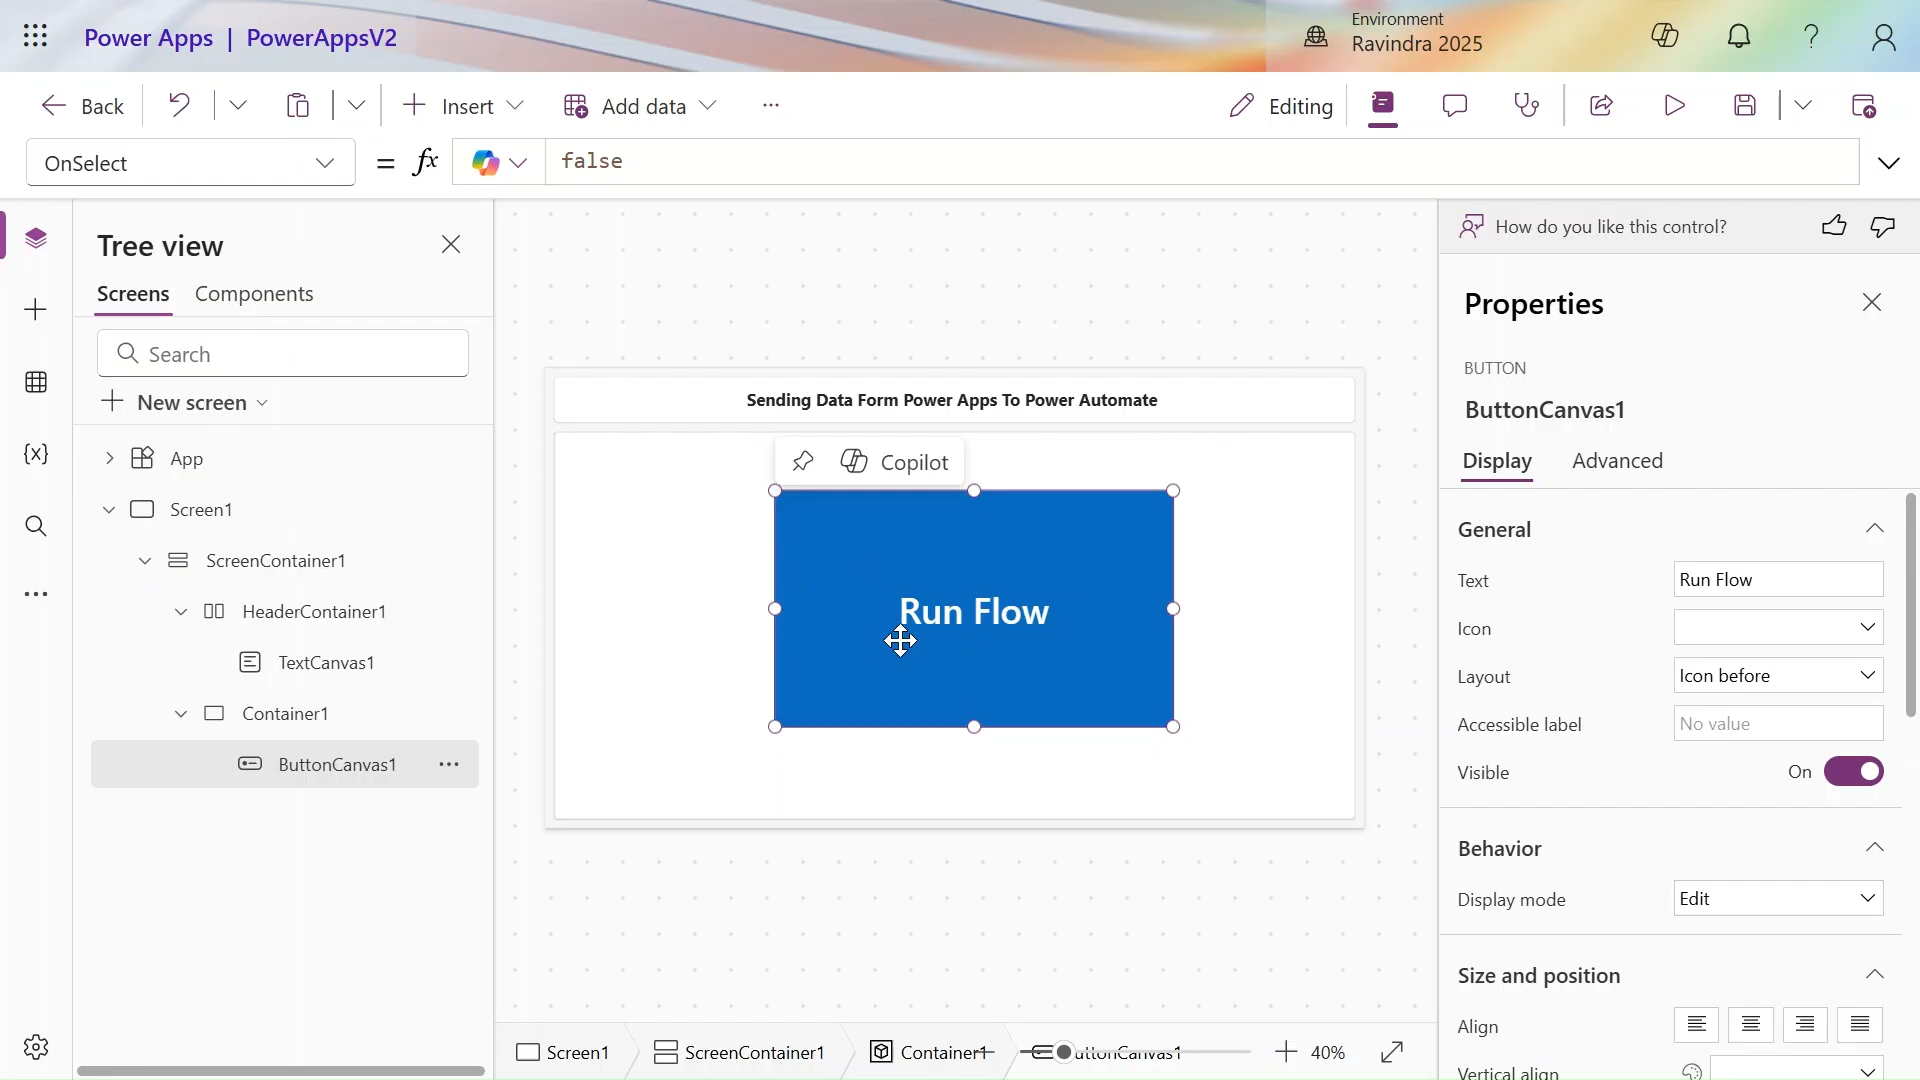 Power Apps | PowerAppsV2
Environment
Ravindra 2025
Back
Insert
Add data
Editing
OnSelect
= fx
false
Tree view
Screens
Components
Search
New screen
App
Screen1
ScreenContainer1
HeaderContainer1
TextCanvas1
Container1
ButtonCanvas1
Sending Data Form Power Apps To Power Automate
Copilot
Run Flow
Screen1
ScreenContainer1
Container1
ButtonCanvas1
40%
How do you like this control?
Properties
BUTTON
ButtonCanvas1
Display
Advanced
General
Text
Run Flow
Icon
Layout
Icon before
Accessible label
No value
Visible
On
Behavior
Display mode
Edit
Size and position
Align
Vertical align